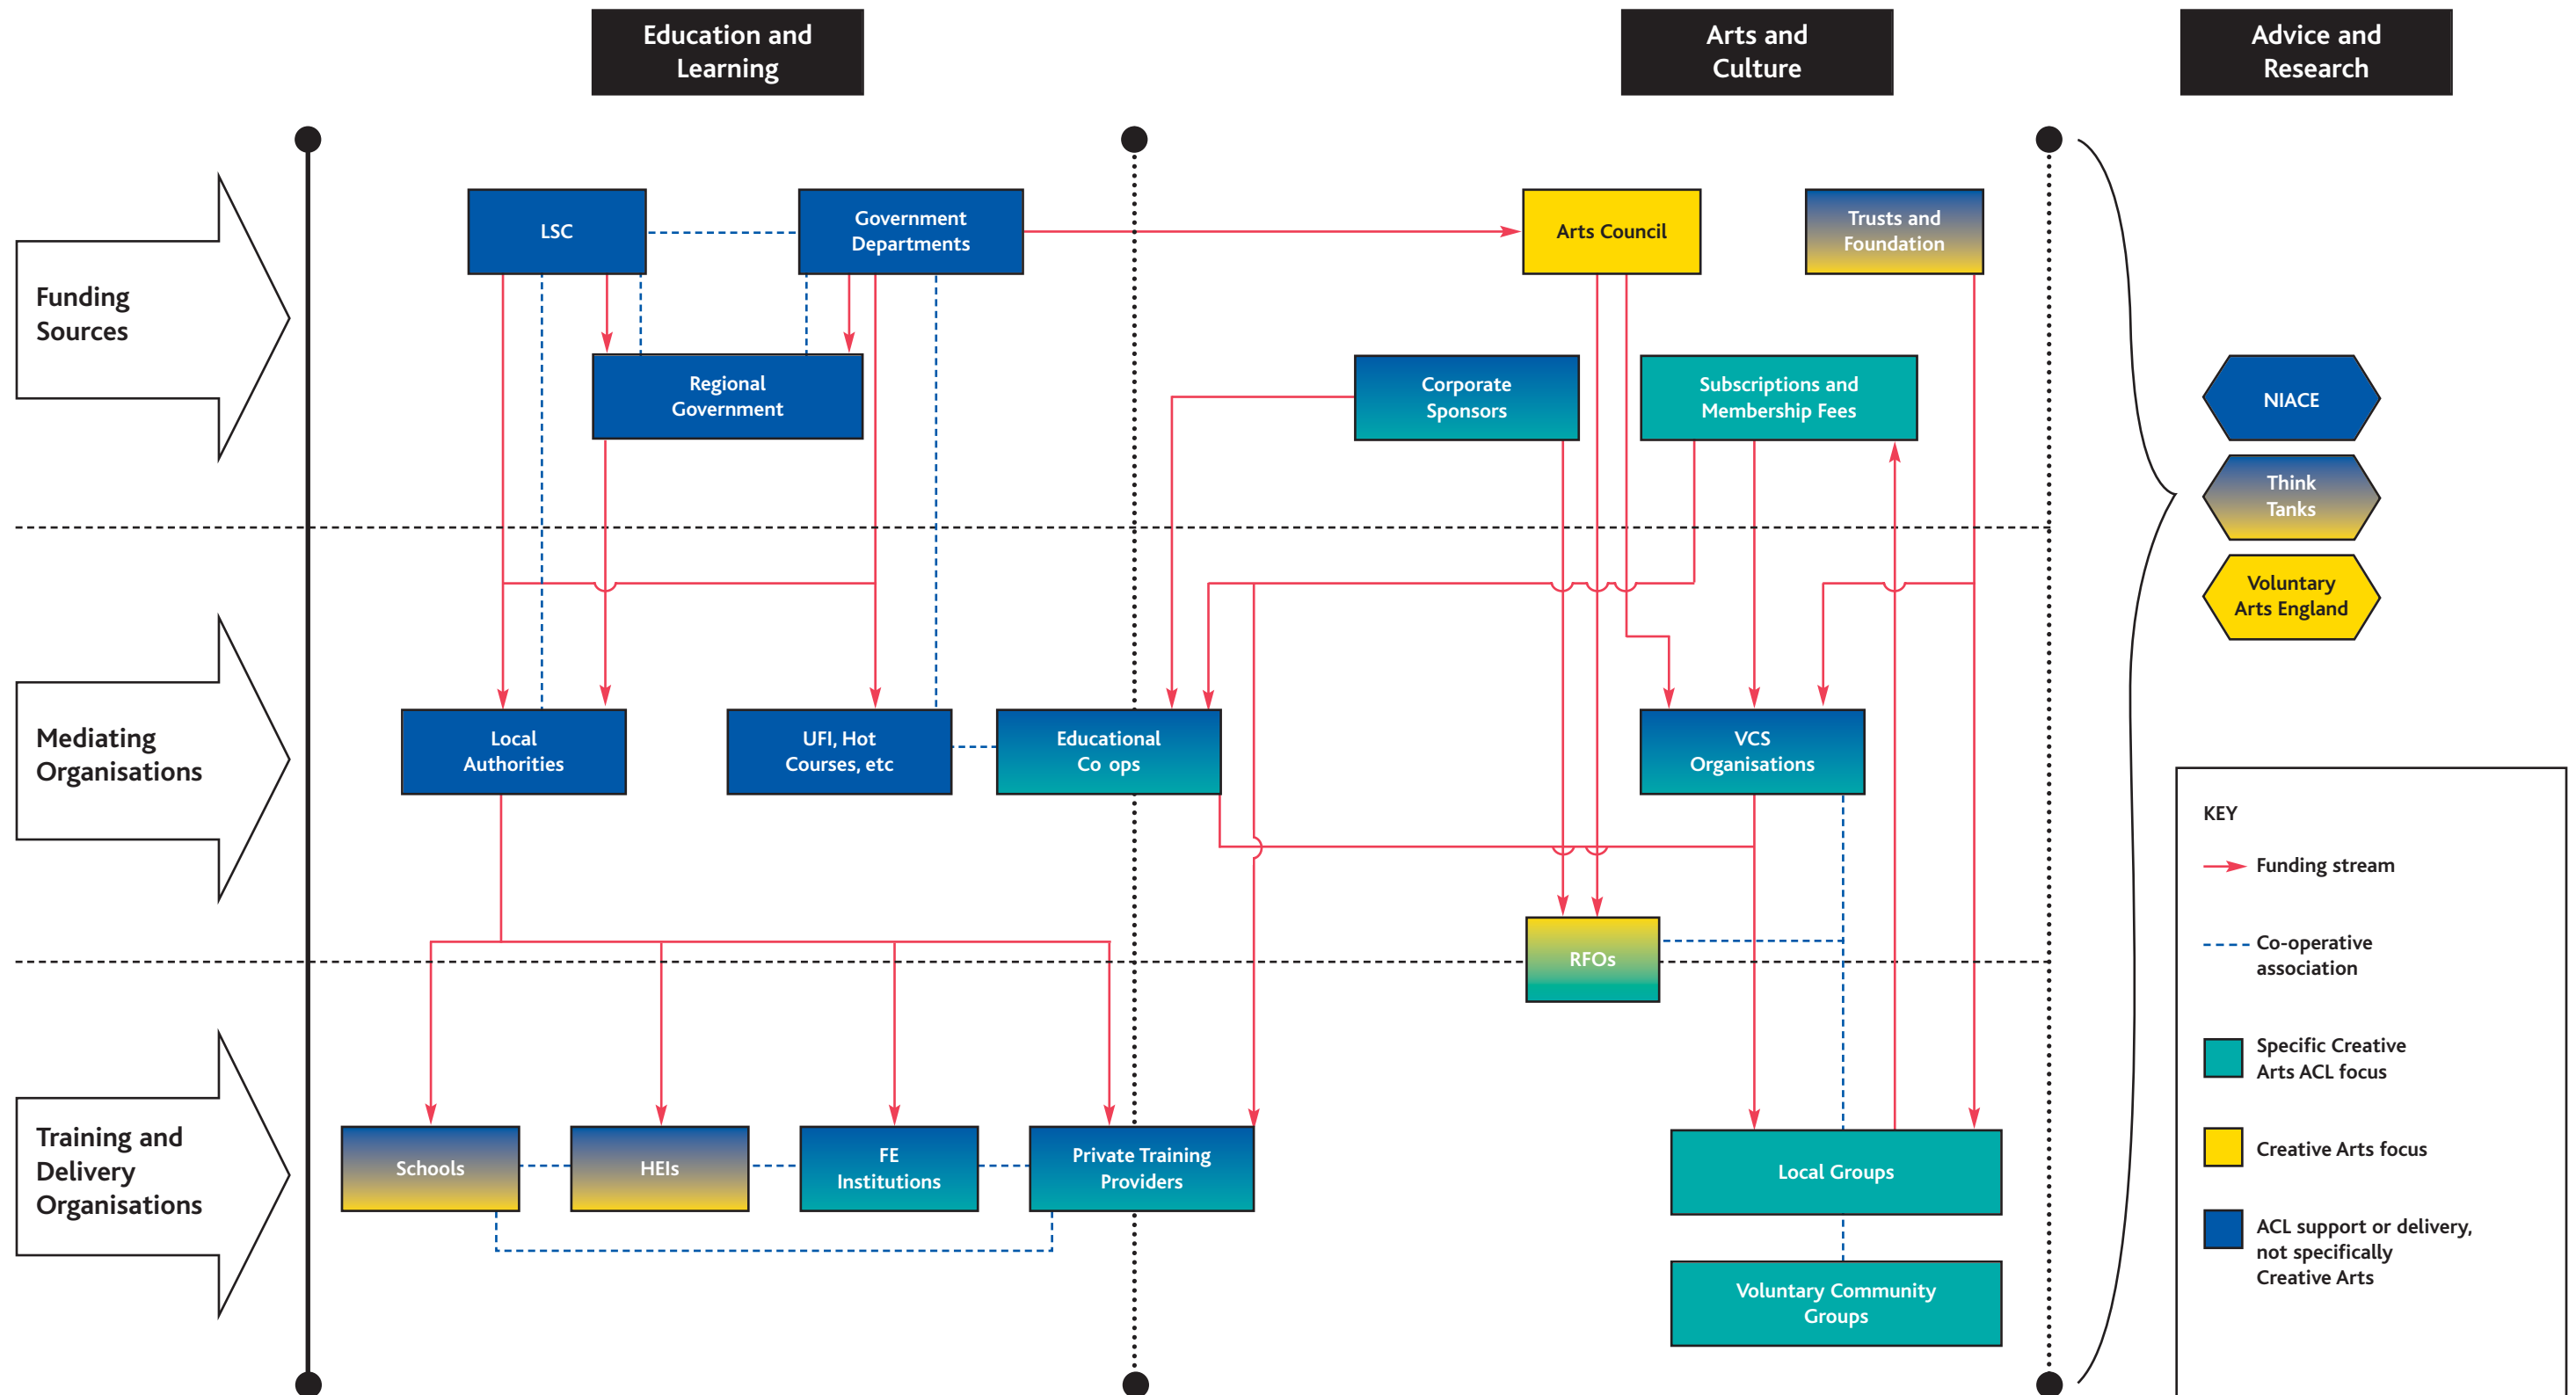 Education and
Learning
Arts and
Culture
Advice and
Research
Funding
Sources
LSC
Government
Departments
Arts Council
Trusts and
Foundation
Regional
Government
Corporate
Sponsors
Subscriptions and
Membership Fees
NIACE
Think
Tanks
Voluntary
Arts England
Mediating
Organisations
Local
Authorities
UFI, Hot
Courses, etc
Educational
Co ops
VCS
Organisations
RFOs
Training and
Delivery
Organisations
Schools
HEIs
FE
Institutions
Private Training
Providers
Local Groups
Voluntary Community
Groups
KEY
Funding stream
Co-operative
association
Specific Creative
Arts ACL focus
Creative Arts focus
ACL support or delivery,
not specifically
Creative Arts